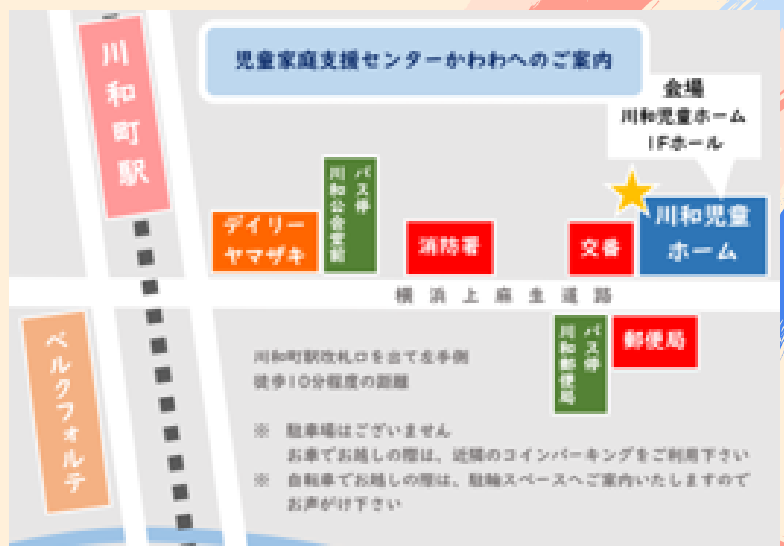 児童家庭支援センターかわわへのご案内
川和町駅
会場
川和児童ホーム
1Fホール
バス停
川和公会堂前
デイリー
ヤマザキ
消防署
交番
川和児童
ホーム
横浜上麻生道路
ベルクフォルテ
バス停
川和郵便局
郵便局
川和町駅改札口を出て左手側
徒歩10分程度の距離
※ 駐車場はございません
お車でお越しの際は、近隣のコインパーキングをご利用下さい
※ 自転車でお越しの際は、駐輪スペースへご案内いたしますので
お声がけ下さい